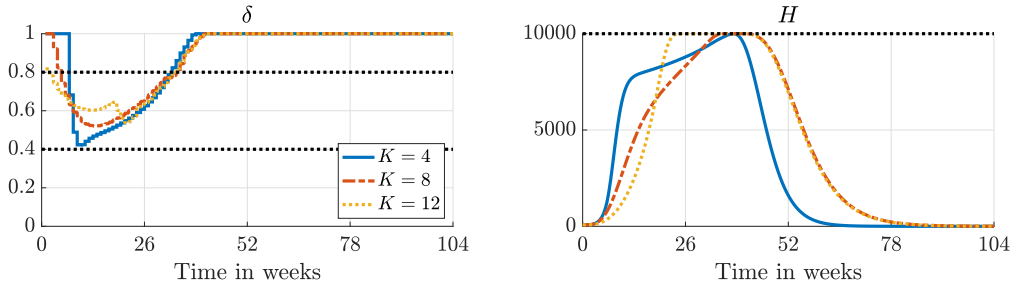 δ
1
0.8
0.6
0.4
0.2
0
K = 4
K = 8
K = 12
0 26 52 78 104
Time in weeks
H
10000
5000
0
0 26 52 78 104
Time in weeks